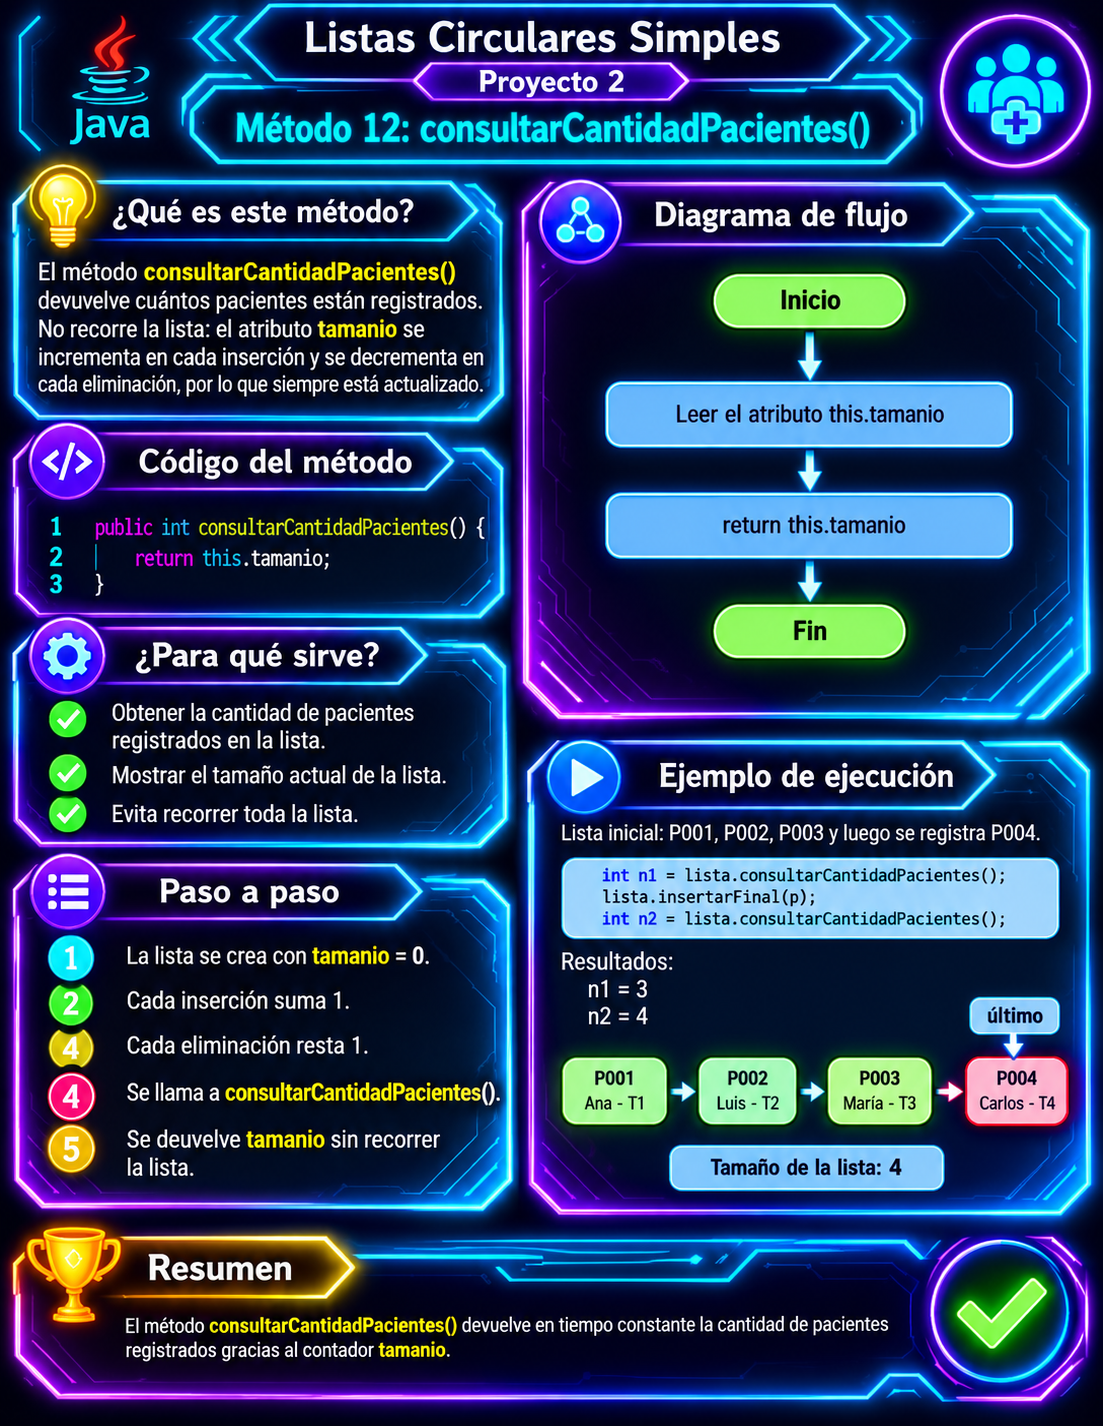 Java
Listas Circulares Simples
Proyecto 2
Método 12: consultarCantidadPacientes()
¿Qué es este método?
El método consultarCantidadPacientes()
devuvelve cuántos pacientes están registrados.
No recorre la lista: el atributo tamanio se
incrementa en cada inserción y se decrementa en
cada eliminación, por lo que siempre está actualizado.
</> Código del método
1 public int consultarCantidadPacientes() {
2 return this.tamanio;
3 }
¿Para qué sirve?
Obtener la cantidad de pacientes
registrados en la lista.
Mostrar el tamaño actual de la lista.
Evita recorrer toda la lista.
Paso a paso
1 La lista se crea con tamanio = 0.
2 Cada inserción suma 1.
4 Cada eliminación resta 1.
4 Se llama a consultarCantidadPacientes().
5 Se deuvelve tamanio sin recorrer
la lista.
Diagrama de flujo
Inicio
Leer el atributo this.tamanio
return this.tamanio
Fin
Ejemplo de ejecución
Lista inicial: P001, P002, P003 y luego se registra P004.
int n1 = lista.consultarCantidadPacientes();
lista.insertarFinal(p);
int n2 = lista.consultarCantidadPacientes();
Resultados:
n1 = 3
n2 = 4
último
P001
Ana - T1
P002
Luis - T2
P003
María - T3
P004
Carlos - T4
Tamaño de la lista: 4
Resumen
El método consultarCantidadPacientes() devuelve en tiempo constante la cantidad de pacientes
registrados gracias al contador tamanio.